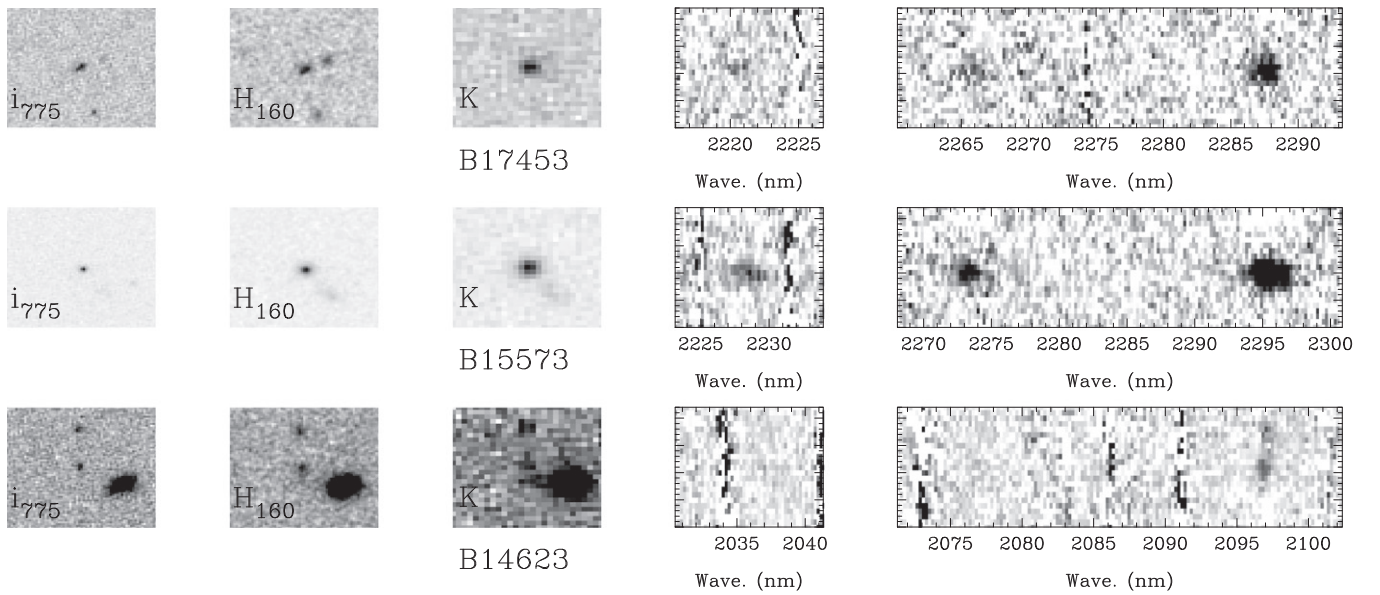 i775 H160 K
2220 2225 2265 2270 2275 2280 2285 2290
B17453 Wave. (nm) Wave. (nm)
i775 H160 K
2225 2230 2270 2275 2280 2285 2290 2295 2300
B15573 Wave. (nm) Wave. (nm)
i775 H160 K
2035 2040 2075 2080 2085 2090 2095 2100
B14623 Wave. (nm) Wave. (nm)